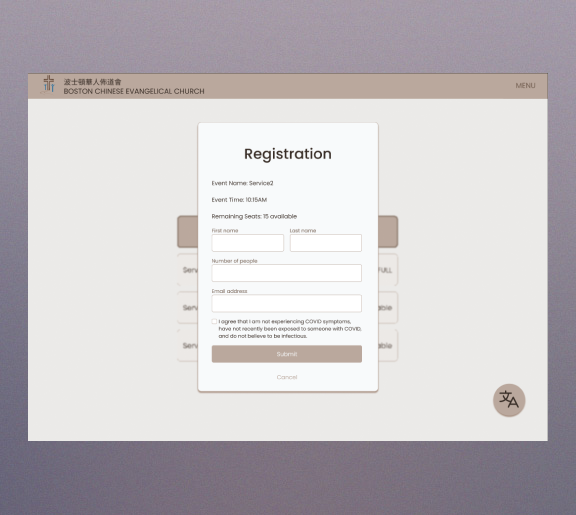 波士頓華人佈道會
BOSTON CHINESE EVANGELICAL CHURCH
MENU
Registration
Event Name: Service2
Event Time: 10:15AM
Remaining Seats: 15 available
First name
Last name
Number of people
Email address
I agree that I am not experiencing COVID symptoms,
have not recently been exposed to someone with COVID,
and do not believe to be infectious.
Submit
Cancel
Serv
FULL
Serv
able
Serv
able
文A